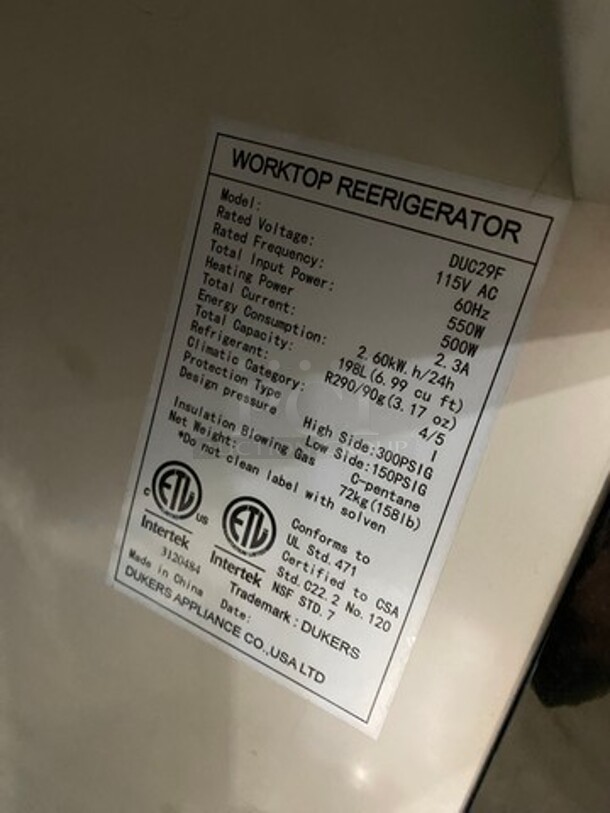 WORKTOP REERIGERATOR
Model: DUC29F
Rated Voltage: 115V AC
Rated Frequency: 60Hz
Total Input Power: 550W
Heating Power 500W
Total Current: 2.3A
Energy Consumption: 2.60kW.h/24h
Total Capacity: 198L(6.99 cu ft)
Refrigerant: R290/90g(3.17 oz)
Climatic Category: 4/5
Protection Type I
Design pressure High Side:300PSIG
Low Side:150PSIG
Insulation Blowing Gas C-pentane
Net Weight: 72kg(158lb)
*Do not clean label with solven
C ETL US
Intertek
3120484
ETL
Intertek
Conforms to
UL Std.471
Certified to CSA
Std.C22.2 No.120
NSF STD.7
Trademark: DUKERS
Made in China Date:
DUKERS APPLIANCE CO.,USA LTD